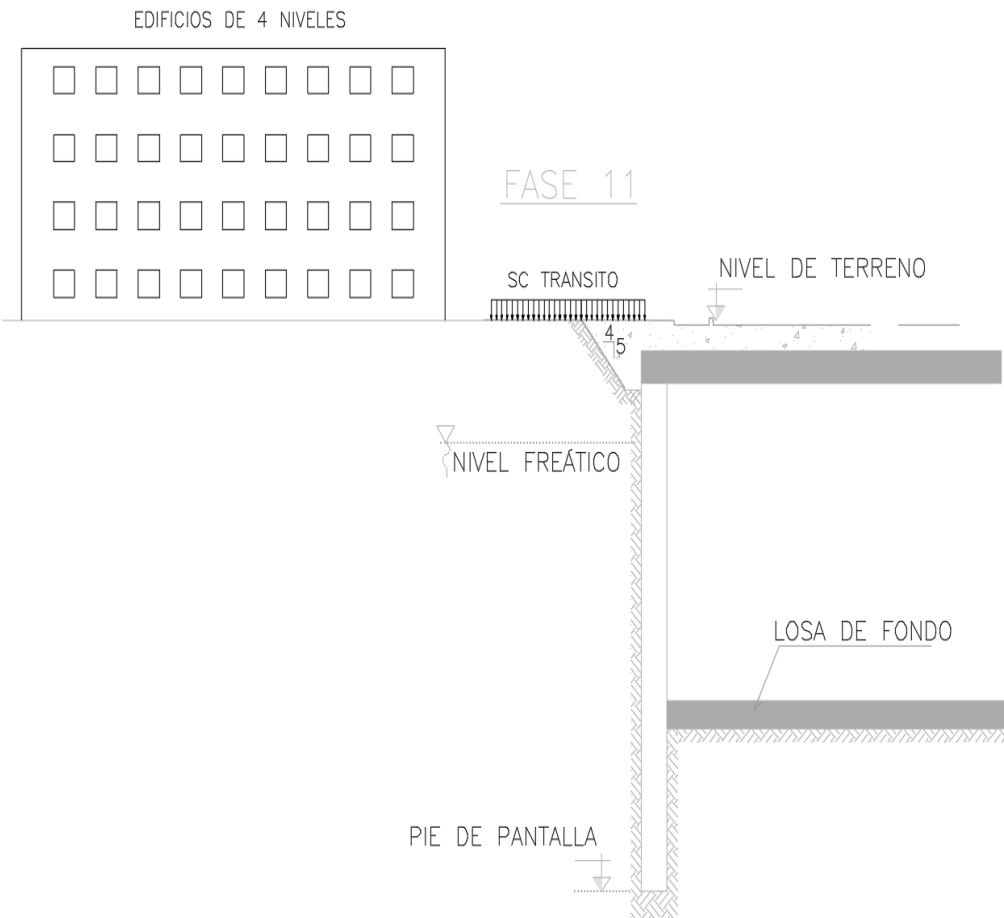 EDIFICIOS DE 4 NIVELES
FASE 11
SC TRANSITO
NIVEL DE TERRENO
4
5
NIVEL FREÁTICO
LOSA DE FONDO
PIE DE PANTALLA